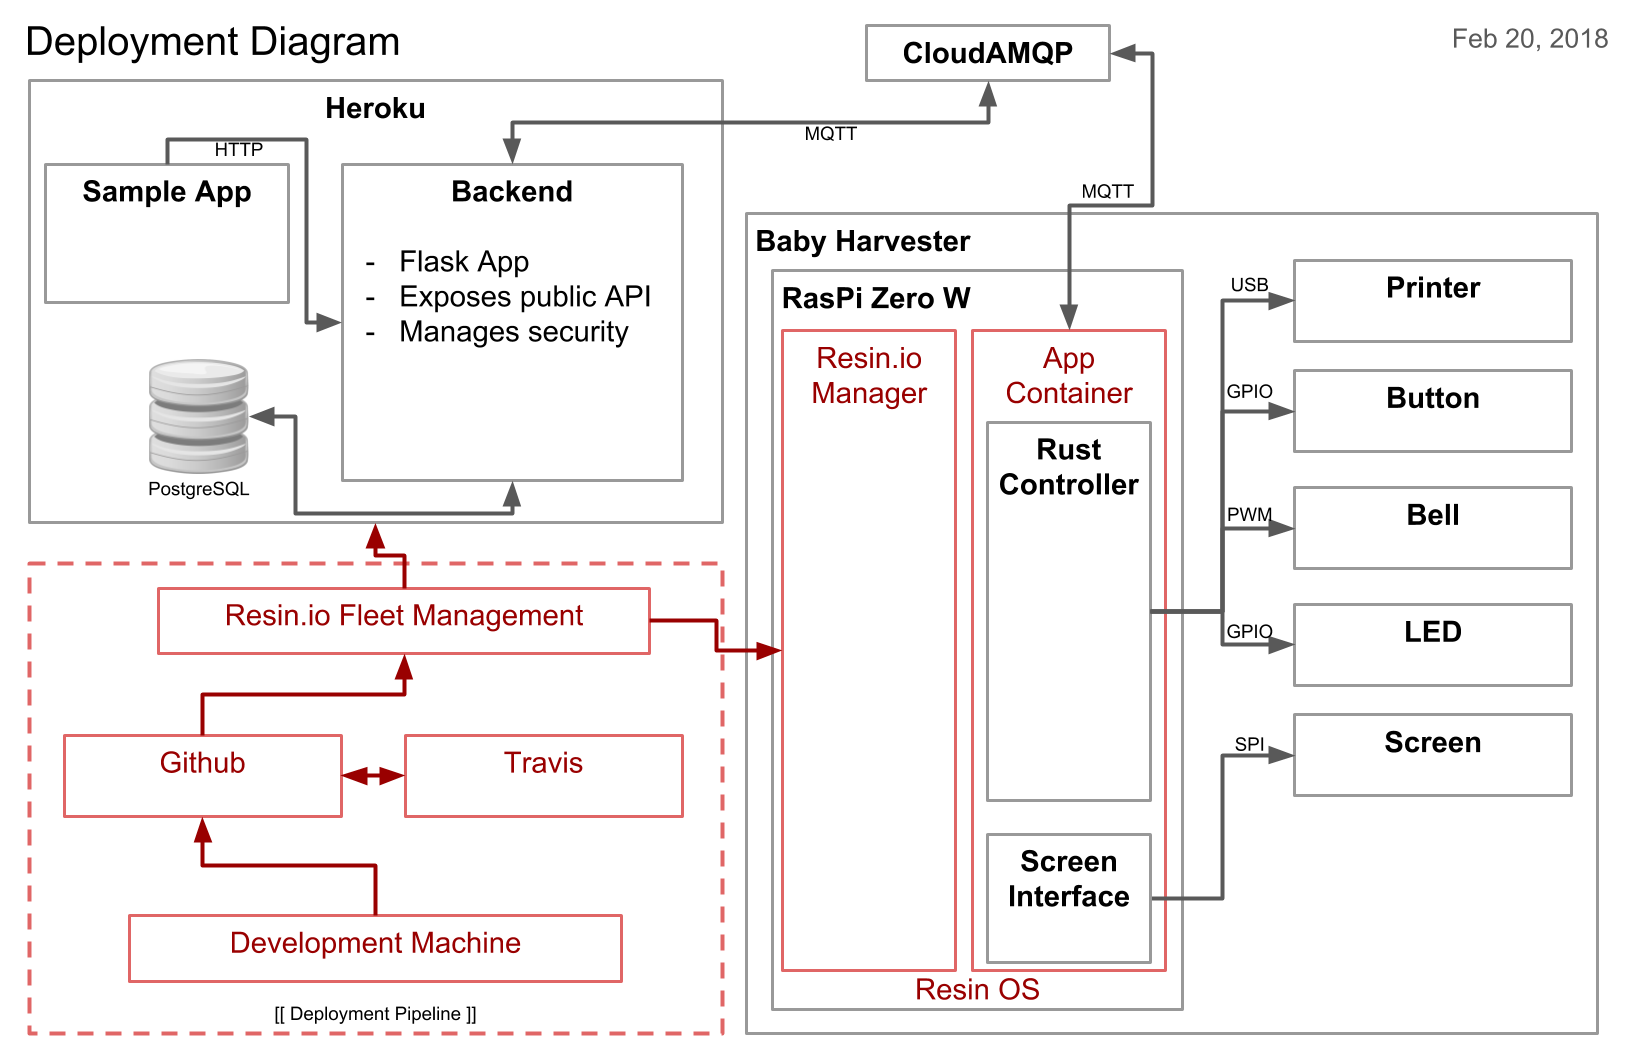 Deployment Diagram
Feb 20, 2018
CloudAMQP
Heroku
MQTT
HTTP
Sample App
Backend
- Flask App
- Exposes public API
- Manages security
PostgreSQL
MQTT
Baby Harvester
RasPi Zero W
Resin.io
Manager
App
Container
Rust
Controller
Screen
Interface
Resin OS
USB
Printer
GPIO
Button
PWM
Bell
GPIO
LED
SPI
Screen
Resin.io Fleet Management
Github
Travis
Development Machine
[[ Deployment Pipeline ]]